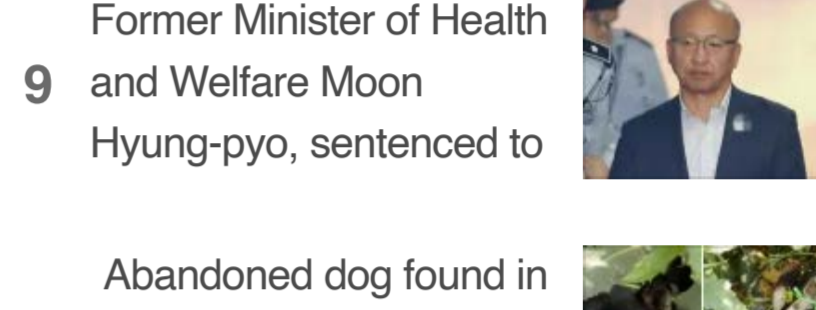 Former Minister of Health
9 and Welfare Moon
Hyung-pyo, sentenced to
Abandoned dog found in